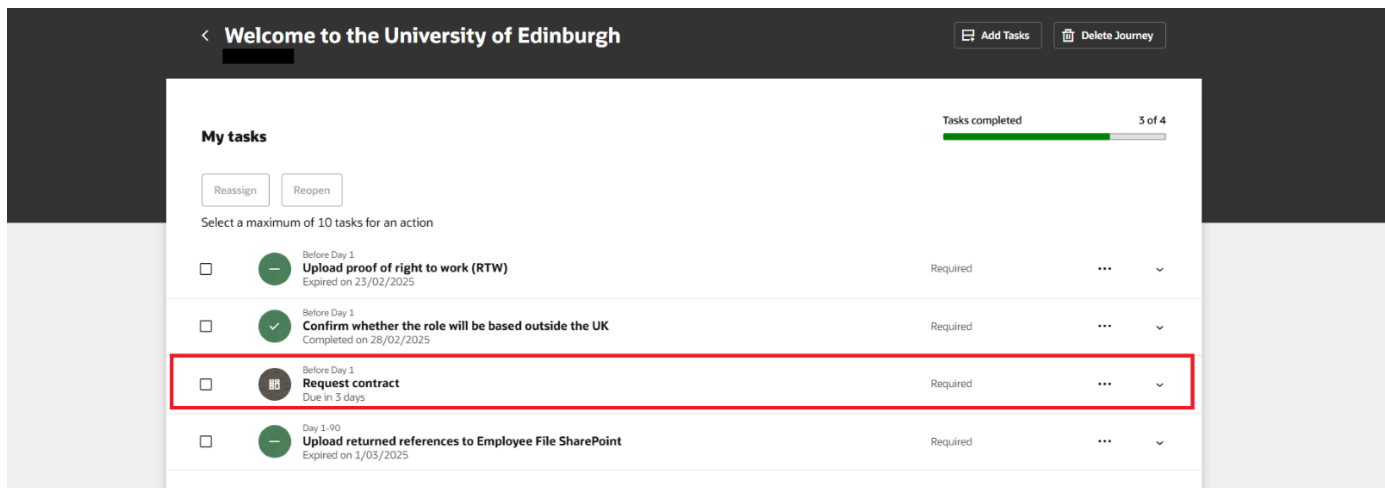 Welcome to the University of Edinburgh
Add Tasks
Delete Journey
My tasks
Tasks completed
3 of 4
Reassign
Reopen
Select a maximum of 10 tasks for an action
Before Day 1
Upload proof of right to work (RTW)
Expired on 23/02/2025
Required
Before Day 1
Confirm whether the role will be based outside the UK
Completed on 28/02/2025
Required
Before Day 1
Request contract
Due in 3 days
Required
Day 1-90
Upload returned references to Employee File SharePoint
Expired on 1/03/2025
Required